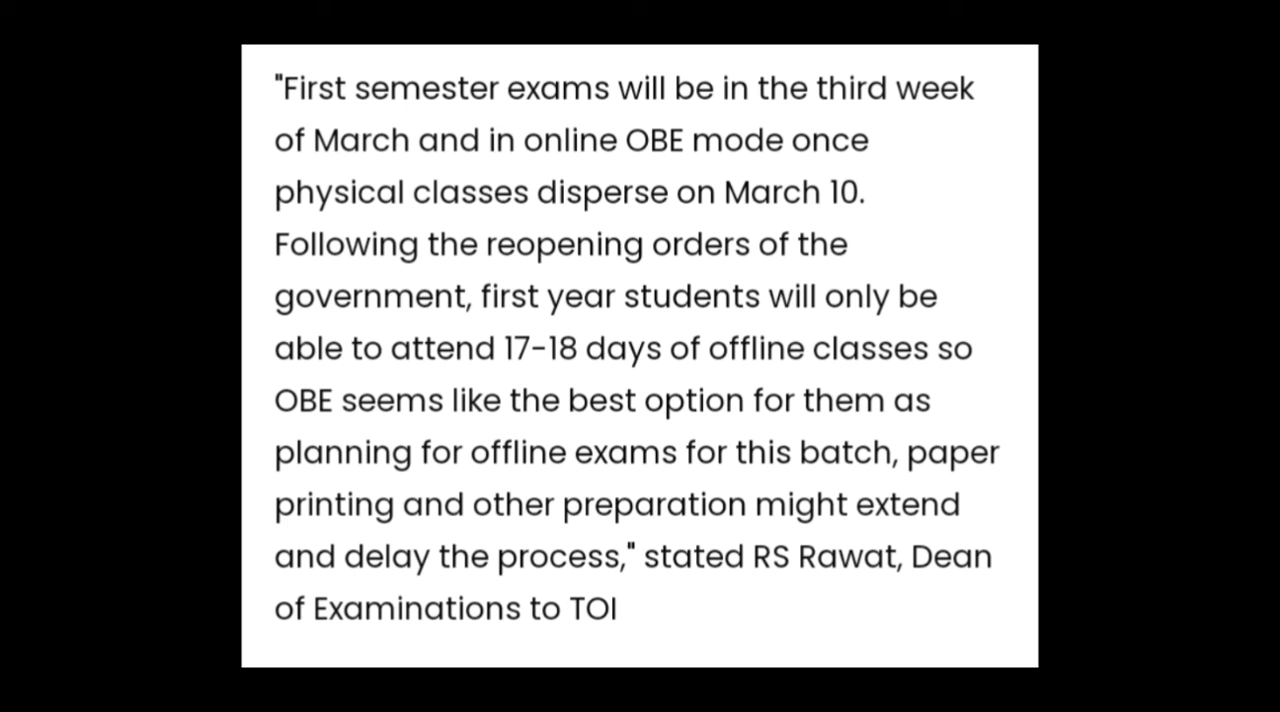 "First semester exams will be in the third week
of March and in online OBE mode once
physical classes disperse on March 10.
Following the reopening orders of the
government, first year students will only be
able to attend 17-18 days of offline classes so
OBE seems like the best option for them as
planning for offline exams for this batch, paper
printing and other preparation might extend
and delay the process," stated RS Rawat, Dean
of Examinations to TOI